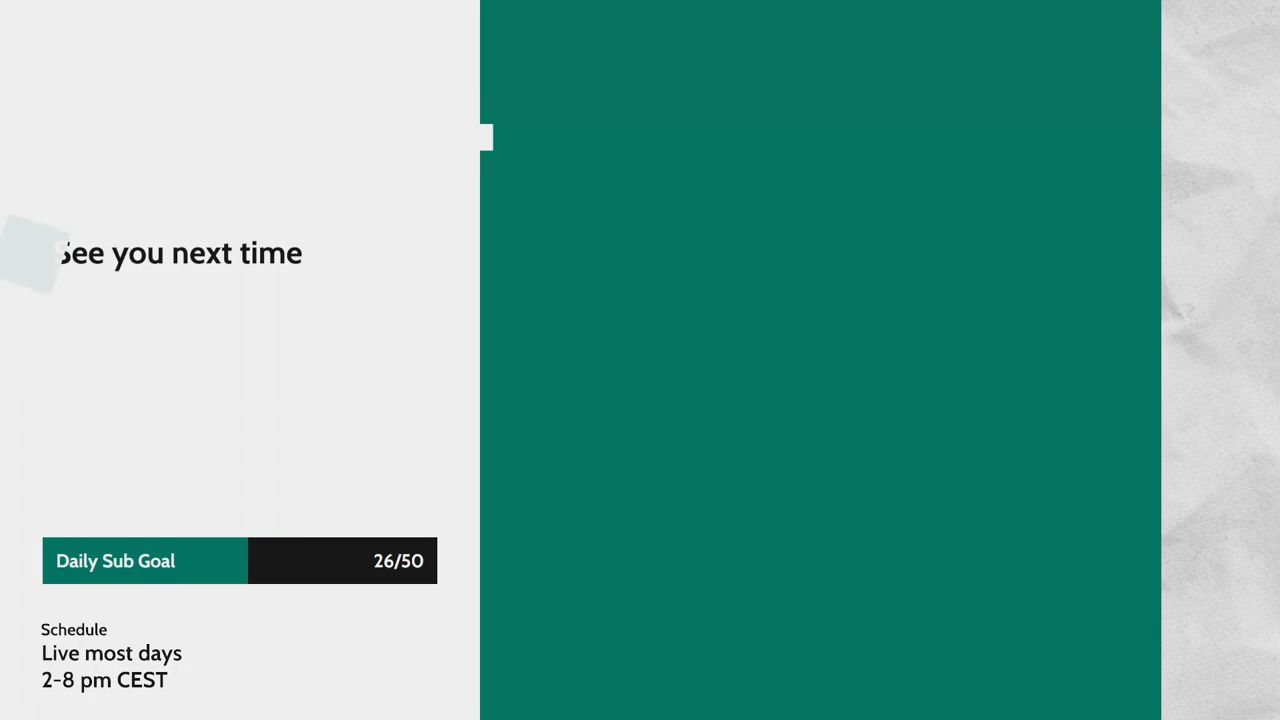 See you next time
Daily Sub Goal 26/50
Schedule
Live most days
2-8 pm CEST